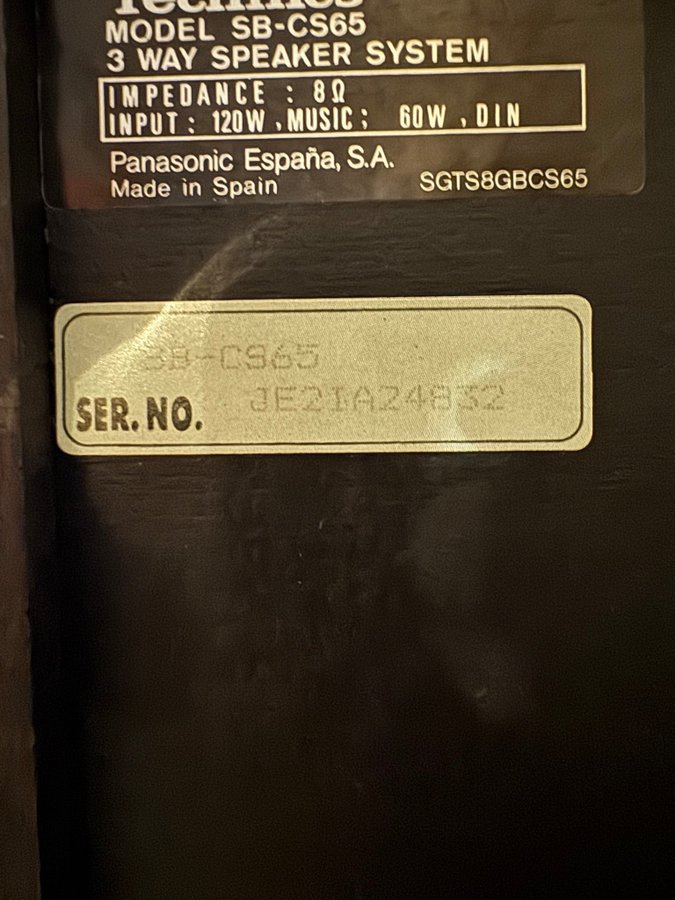 Technics
MODEL SB-CS65
3 WAY SPEAKER SYSTEM
IMPEDANCE : 8Ω
INPUT : 120W , MUSIC ; 60W , DIN
Panasonic España, S.A.
Made in Spain SGTS8GBCS65
SB-CS65
SER. NO. JE2IA24832